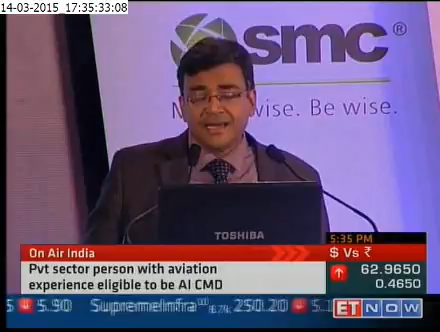 14-03-2015 17:35:33:08
smc®
wise. Be wise.
TOSHIBA
5:35 PM
On Air India
$ Vs ₹
Pvt sector person with aviation
experience eligible to be AI CMD
62.9650
0.4650
5.90 SupremeInfra 250.20
ET NOW